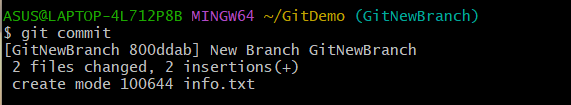 ASUS@LAPTOP-4L712P8B MINGW64 ~/GitDemo (GitNewBranch)
$ git commit
[GitNewBranch 800ddab] New Branch GitNewBranch
 2 files changed, 2 insertions(+)
 create mode 100644 info.txt